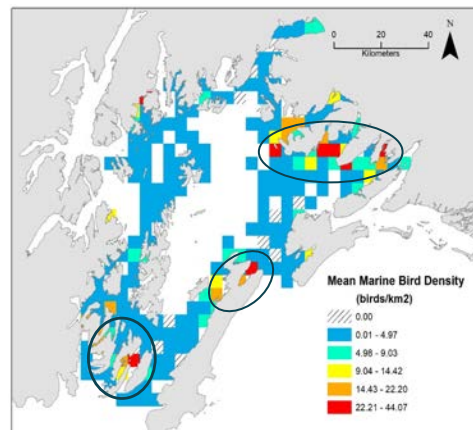 N
0 20 40
Kilometers
Mean Marine Bird Density
(birds/km2)
0.00
0.01 - 4.97
4.98 - 9.03
9.04 - 14.42
14.43 - 22.20
22.21 - 44.07